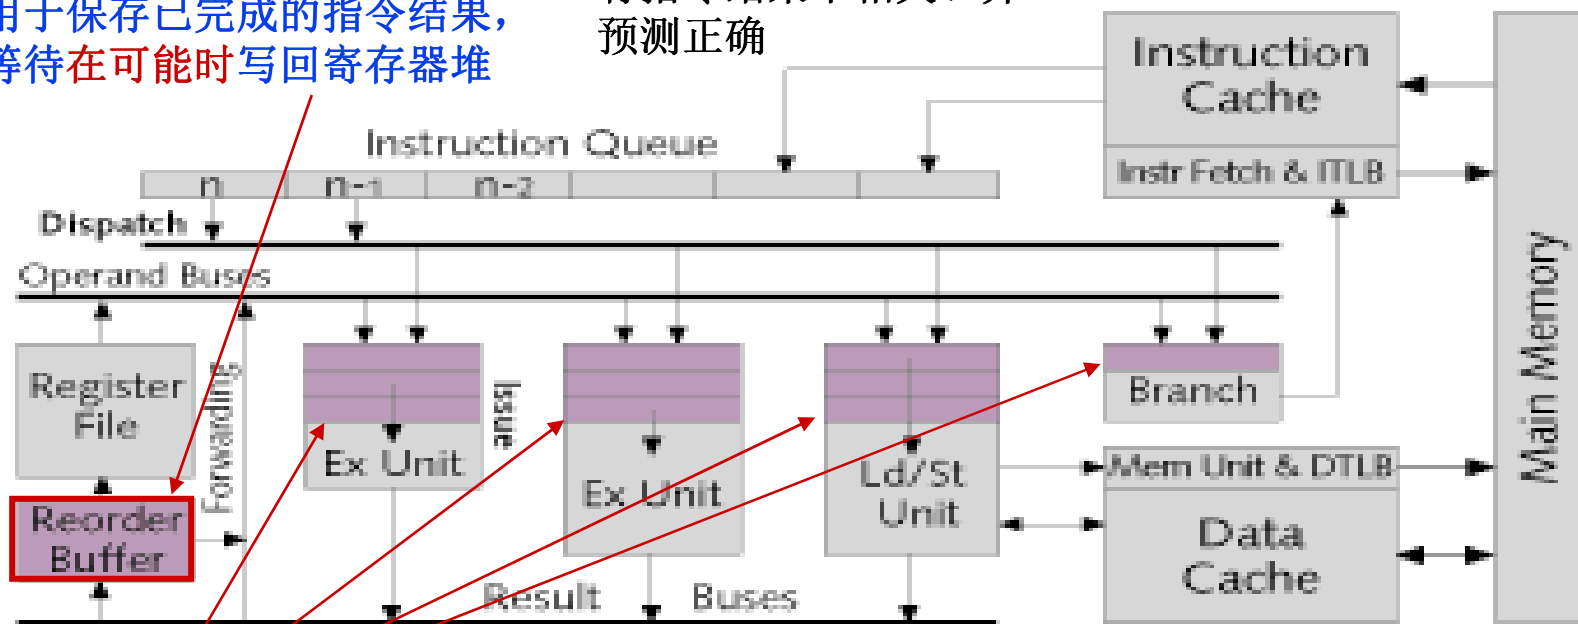 用于保存已完成的指令结果，
等待在可能时写回寄存器堆
预测正确
Instruction
Cache
Instr Fetch & ITLB
Instruction Queue
n
n-1
n-2
Dispatch
Operand Buses
Register
File
Forwarding
Issue
Ex Unit
Ex Unit
Ld/St
Unit
Branch
Mem Unit & DTLB
Data
Cache
Main Memory
Reorder
Buffer
Result Buses